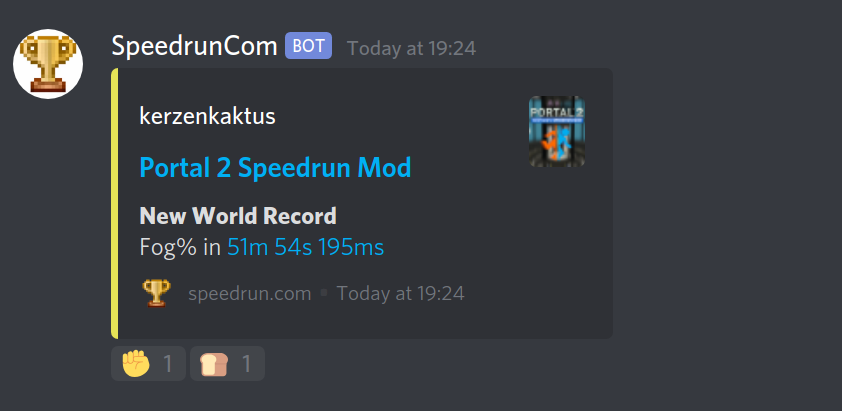 SpeedrunCom BOT Today at 19:24
kerzenkaktus
PORTAL 2
Portal 2 Speedrun Mod
New World Record
Fog% in 51m 54s 195ms
speedrun.com • Today at 19:24
1 1